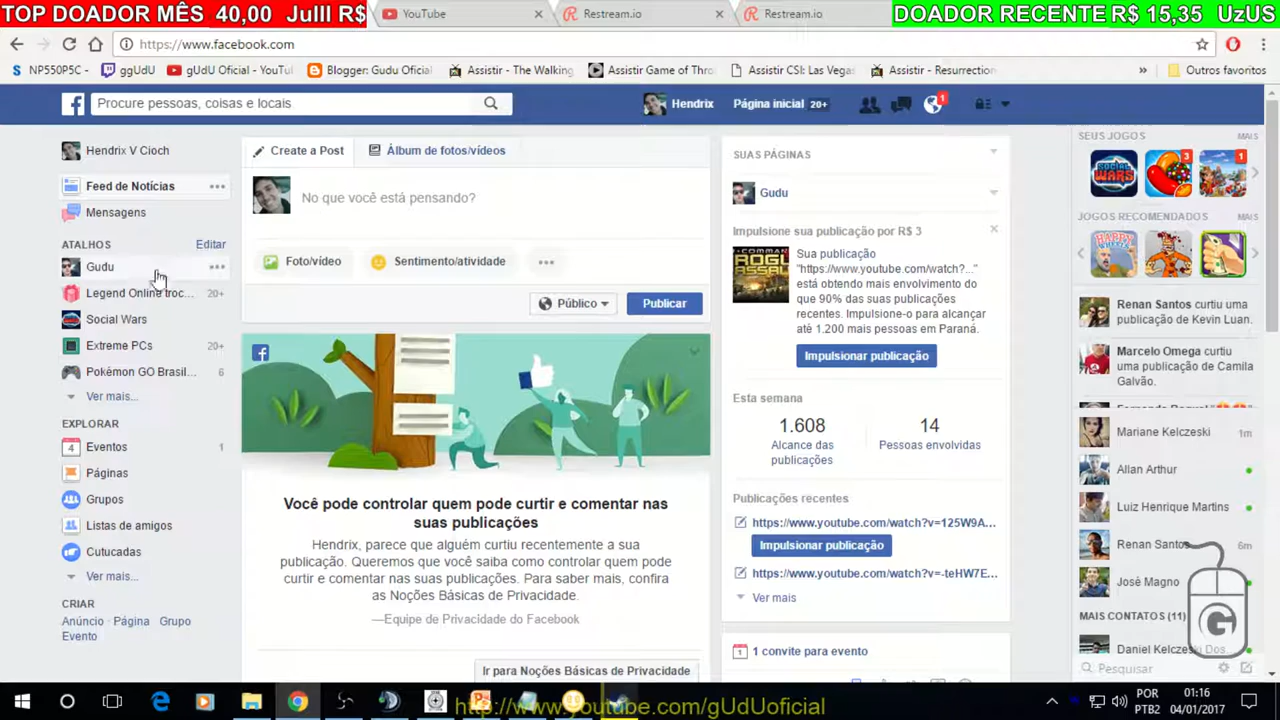 TOP DOADOR MÊS 40,00 Julll R$
YouTube
Restream.io
Restream.io
DOADOR RECENTE R$ 15,35 UzUS
https://www.facebook.com
NP550P5C -
ggUdU
gUdU Oficial - YouTu
Blogger: Gudu Oficial
Assistir - The Walking
Assistir Game of Thro
Assistir CSI: Las Vegas
Assistir - Resurrection
Outros favoritos
Procure pessoas, coisas e locais
Hendrix
Página inicial 20+
1
Hendrix V Cioch
Feed de Notícias
Mensagens
ATALHOS
Editar
Gudu
Legend Online troc... 20+
Social Wars
Extreme PCs 20+
Pokémon GO Brasil... 6
Ver mais...
EXPLORAR
4 Eventos 1
Páginas
Grupos
Listas de amigos
Cutucadas
Ver mais...
CRIAR
Anúncio · Página Grupo
Evento
Create a Post
Álbum de fotos/vídeos
No que você está pensando?
Foto/vídeo
Sentimento/atividade
Público
Publicar
Você pode controlar quem pode curtir e comentar nas
suas publicações
Hendrix, parece que alguém curtiu recentemente a sua
publicação. Queremos que você saiba como controlar quem pode
curtir e comentar nas suas publicações. Para saber mais, confira
as Noções Básicas de Privacidade.
—Equipe de Privacidade do Facebook
Ir para Noções Básicas de Privacidade
SUAS PÁGINAS
Gudu
Impulsione sua publicação por R$ 3
Sua publicação
"https://www.youtube.com/watch?..."
está obtendo mais envolvimento do
que 90% das suas publicações
recentes. Impulsione-o para alcançar
até 1.200 mais pessoas em Paraná.
Impulsionar publicação
Esta semana
1.608
Alcance das
publicações
14
Pessoas envolvidas
Publicações recentes
https://www.youtube.com/watch?v=125W9A...
Impulsionar publicação
https://www.youtube.com/watch?v=-teHW7E...
Ver mais
1 convite para evento
SEUS JOGOS
MAIS
SOCIAL WARS
3
1
JOGOS RECOMENDADOS
MAIS
HAPPY WHEELS
Renan Santos curtiu uma
publicação de Kevin Luan.
Marcelo Omega curtiu
uma publicação de Camila
Galvão.
Mariane Kelczeski 1m
Allan Arthur
Luiz Henrique Martins
Renan Santos 6m
José Magno
MAIS CONTATOS (11)
Daniel Kelczeski Dos
Pesquisar
http://www.youtube.com/gUdUoficial
POR
PTB2
01:16
04/01/2017